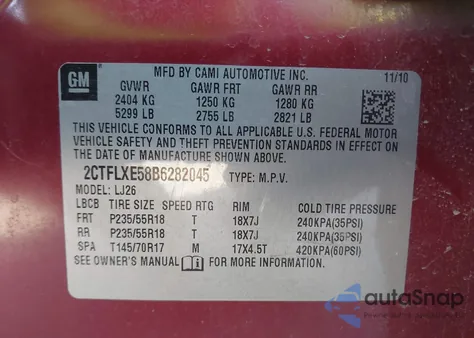 GM
MFD BY CAMI AUTOMOTIVE INC. 11/10
GVWR GAWR FRT GAWR RR
2404 KG 1250 KG 1280 KG
5299 LB 2755 LB 2821 LB
THIS VEHICLE CONFORMS TO ALL APPLICABLE U.S. FEDERAL MOTOR
VEHICLE SAFETY AND THEFT PREVENTION STANDARDS IN EFFECT ON THE
DATE OF MANUFACTURE SHOWN ABOVE.
2CTFLXE58B6282045 TYPE: M.P.V.
MODEL: LJ26
LBCB TIRE SIZE SPEED RTG RIM COLD TIRE PRESSURE
FRT P235/55R18 T 18X7J 240KPA(35PSI)
RR P235/55R18 T 18X7J 240KPA(35PSI)
SPA T145/70R17 M 17X4.5T 420KPA(60PSI)
SEE OWNER'S MANUAL FOR MORE INFORMATION.
autoSnap